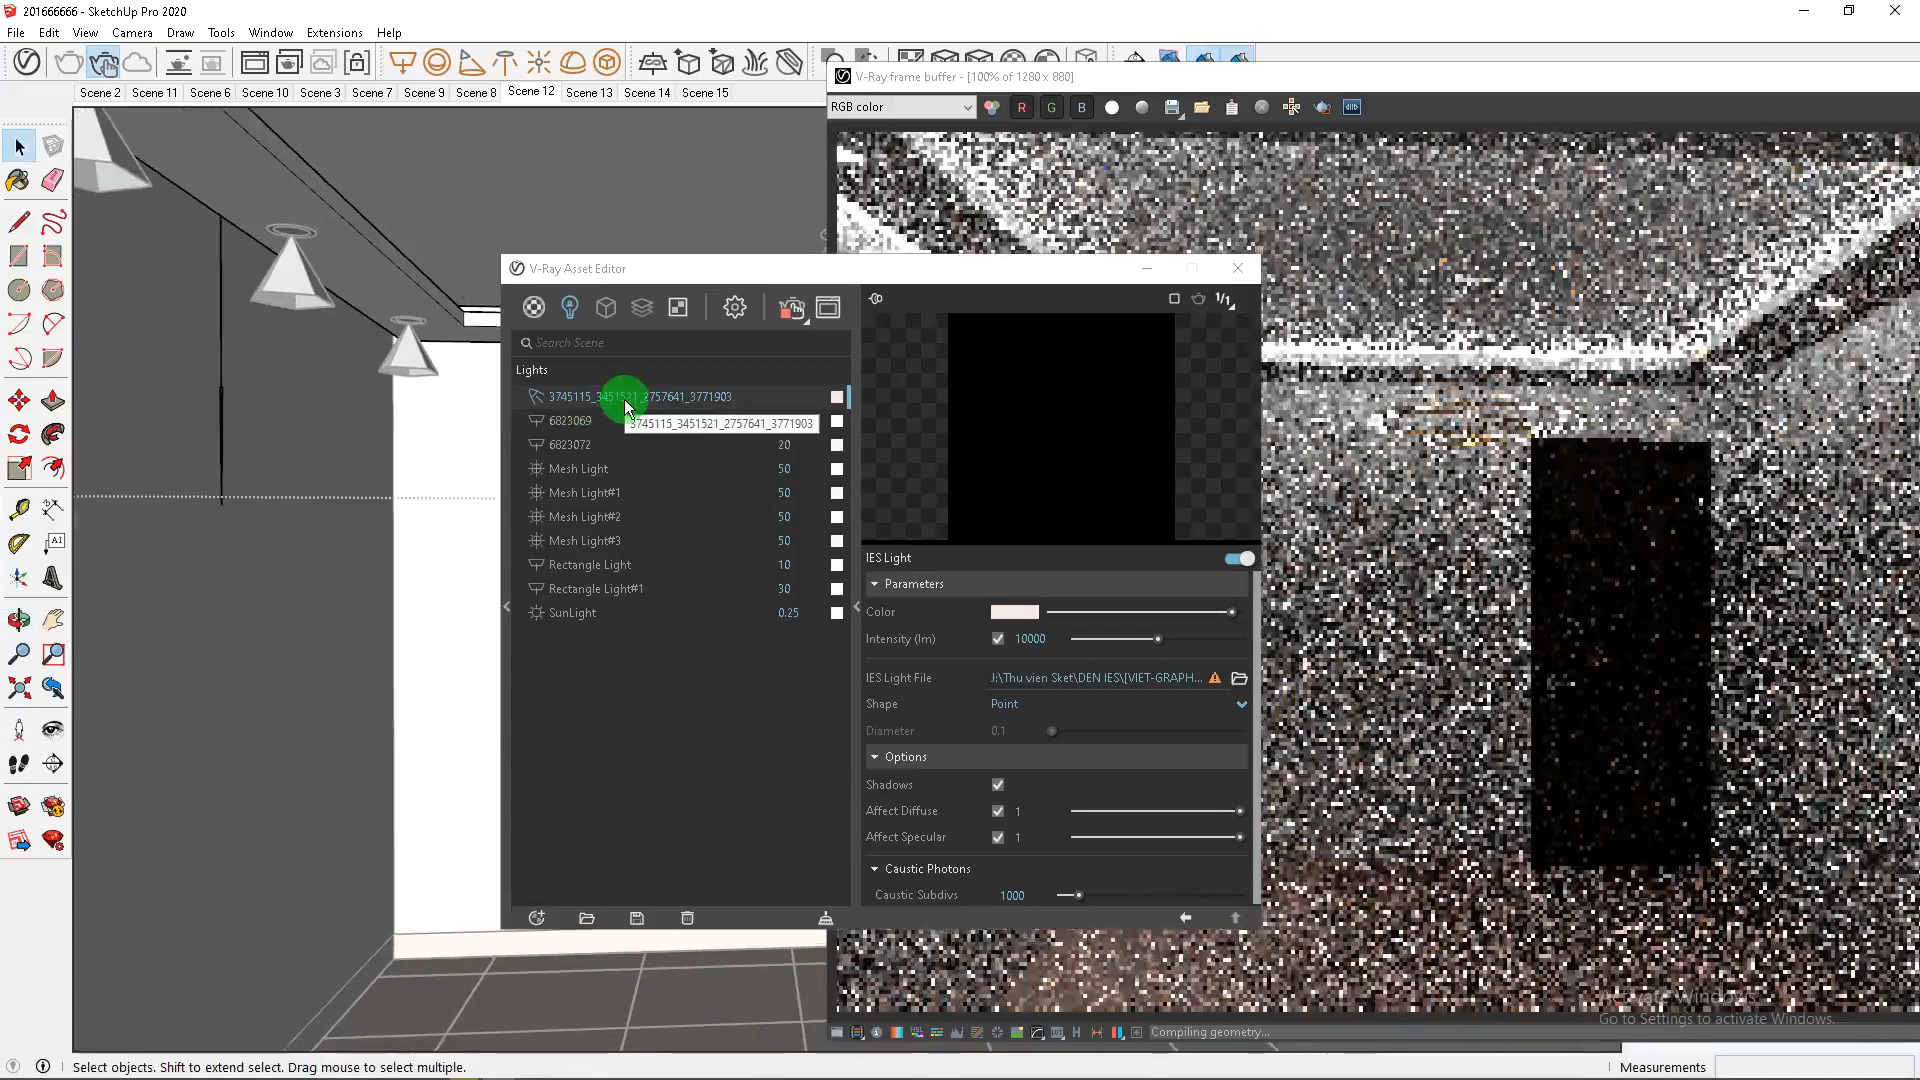 201666666 - SketchUp Pro 2020
File Edit View Camera Draw Tools Window Extensions Help
V-Ray frame buffer - [100% of 1280 x 880]
Scene 2 Scene 11 Scene 6 Scene 10 Scene 3 Scene 7 Scene 9 Scene 8 Scene 12 Scene 13 Scene 14 Scene 15
RGB color R G B
V-Ray Asset Editor
1/1
Search Scene
Lights
3745115_3451521_2757641_3771903
6823069
3745115_3451521_2757641_3771903
6823072 20
Mesh Light 50
Mesh Light#1 50
Mesh Light#2 50
Mesh Light#3 50
Rectangle Light 10
Rectangle Light#1 30
SunLight 0.25
IES Light
Parameters
Color
Intensity (lm) 10000
IES Light File J:\Thu vien Sket\DEN IES\[VIET-GRAPH...
Shape Point
Diameter 0.1
Options
Shadows
Affect Diffuse 1
Affect Specular 1
Caustic Photons
Caustic Subdivs 1000
A1
Activate Windows
Go to Settings to activate Windows.
HSL H
Compiling geometry...
Select objects. Shift to extend select. Drag mouse to select multiple.
Measurements